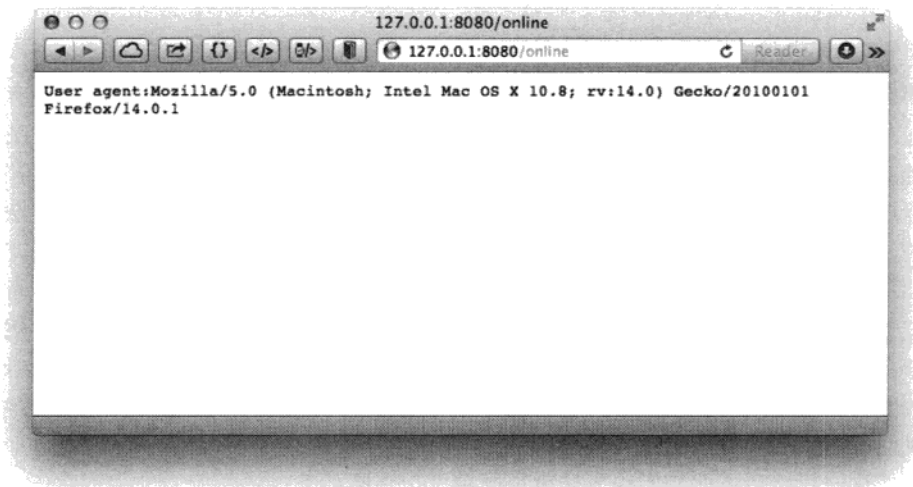 127.0.0.1:8080/online
127.0.0.1:8080/online
Reader
User agent:Mozilla/5.0 (Macintosh; Intel Mac OS X 10.8; rv:14.0) Gecko/20100101
Firefox/14.0.1